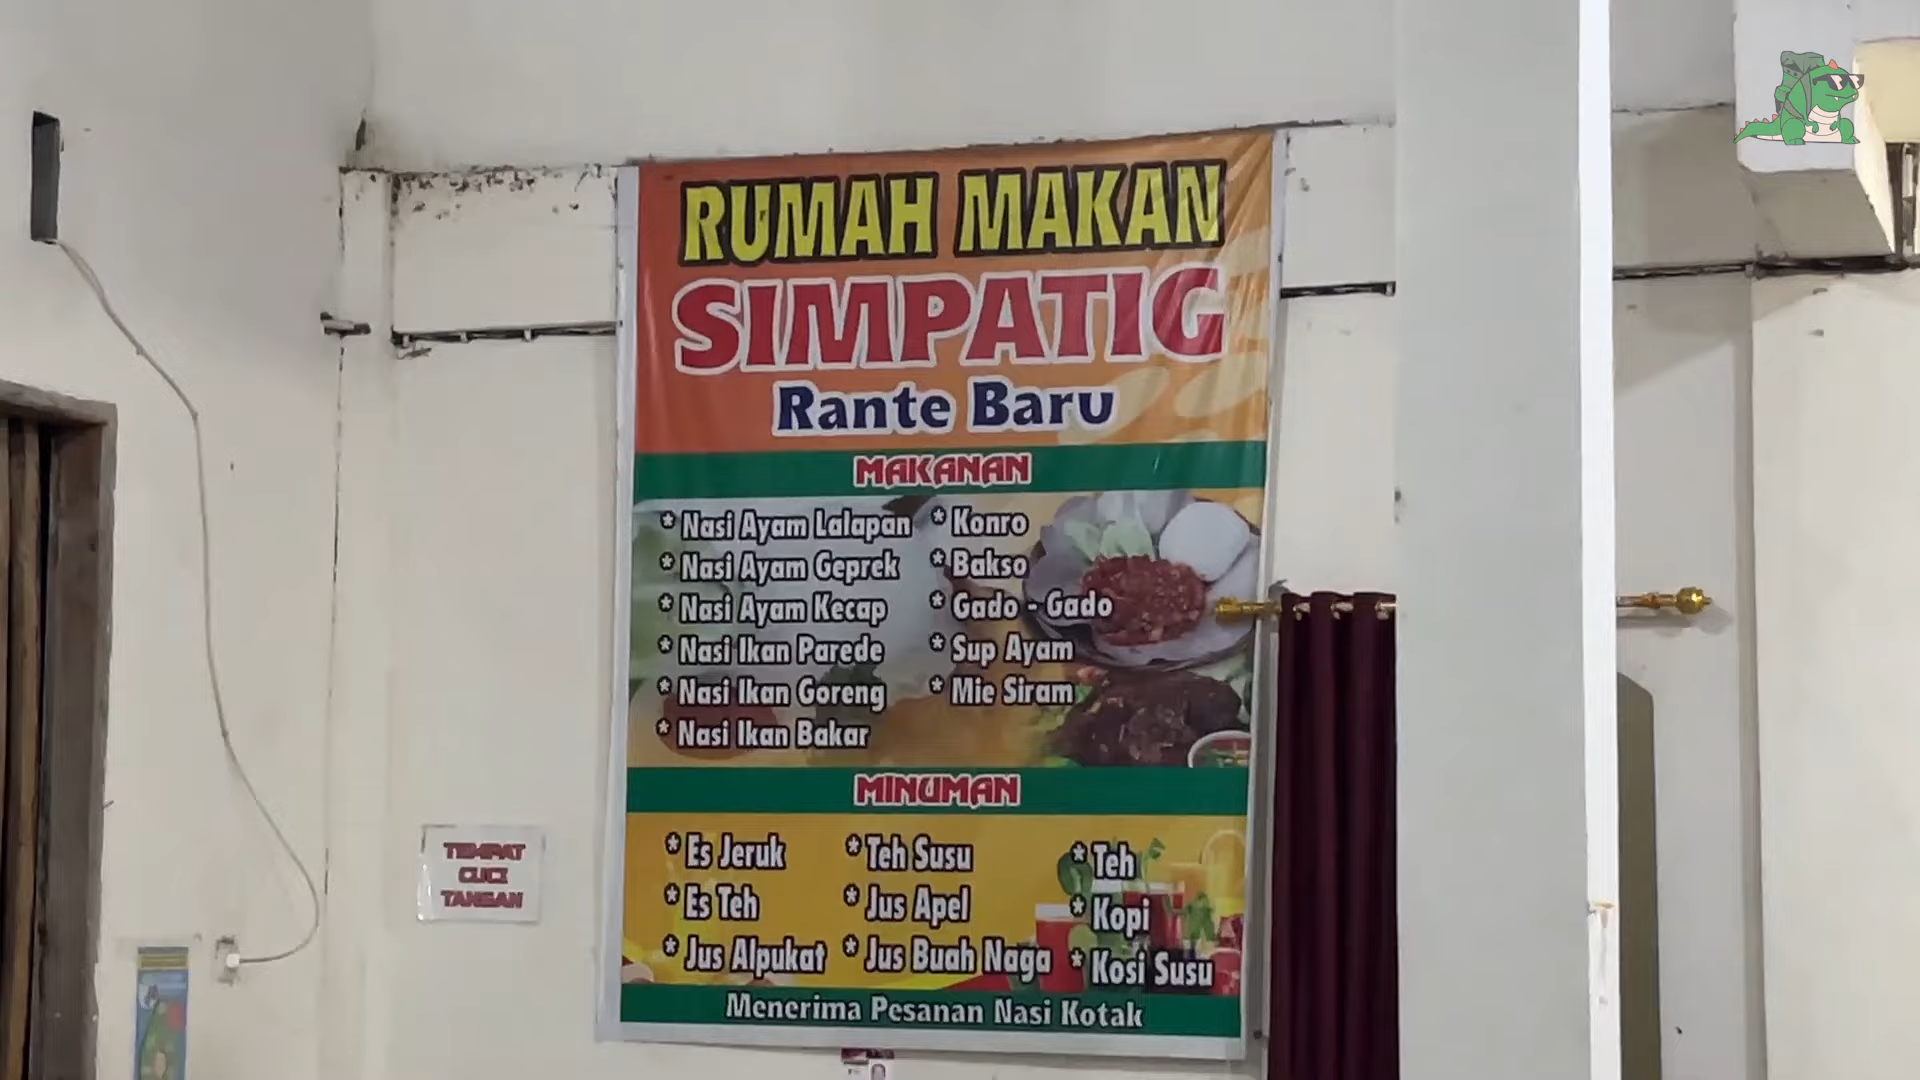 RUMAH MAKAN
SIMPATIG
Rante Baru
MAKANAN
* Nasi Ayam Lalapan
* Nasi Ayam Geprek
* Nasi Ayam Kecap
* Nasi Ikan Parede
* Nasi Ikan Goreng
* Nasi Ikan Bakar
* Konro
* Bakso
* Gado - Gado
* Sup Ayam
* Mie Siram
MINUMAN
* Es Jeruk
* Es Teh
* Jus Alpukat
* Teh Susu
* Jus Apel
* Jus Buah Naga
* Teh
* Kopi
* Kosi Susu
Menerima Pesanan Nasi Kotak
TEMPAT
CUCI
TANGAN